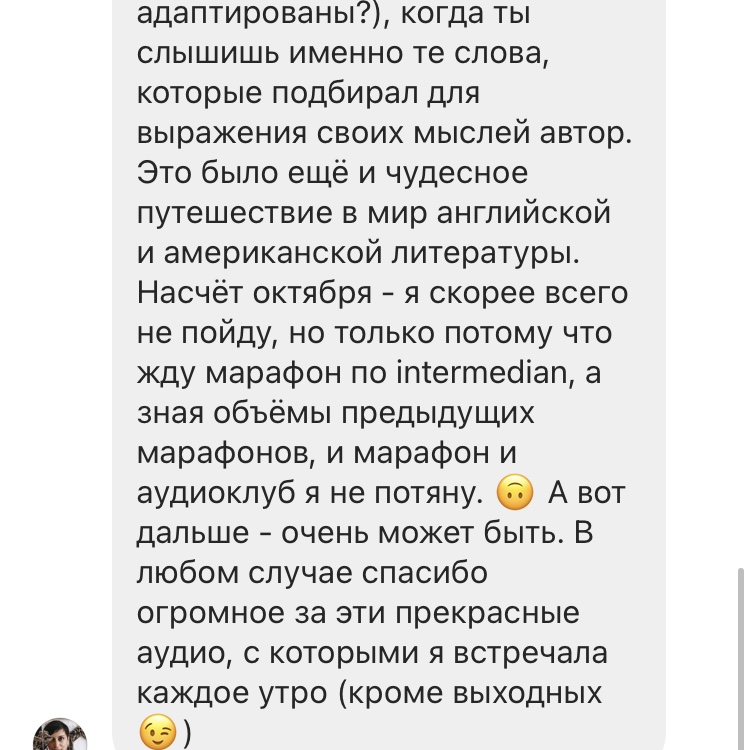 адаптированы?), когда ты
слышишь именно те слова,
которые подбирал для
выражения своих мыслей автор.
Это было ещё и чудесное
путешествие в мир английской
и американской литературы.
Насчёт октября - я скорее всего
не пойду, но только потому что
жду марафон по intermedian, а
зная объёмы предыдущих
марафонов, и марафон и
аудиоклуб я не потяну. 🙃 А вот
дальше - очень может быть. В
любом случае спасибо
огромное за эти прекрасные
аудио, с которыми я встречала
каждое утро (кроме выходных
😉)